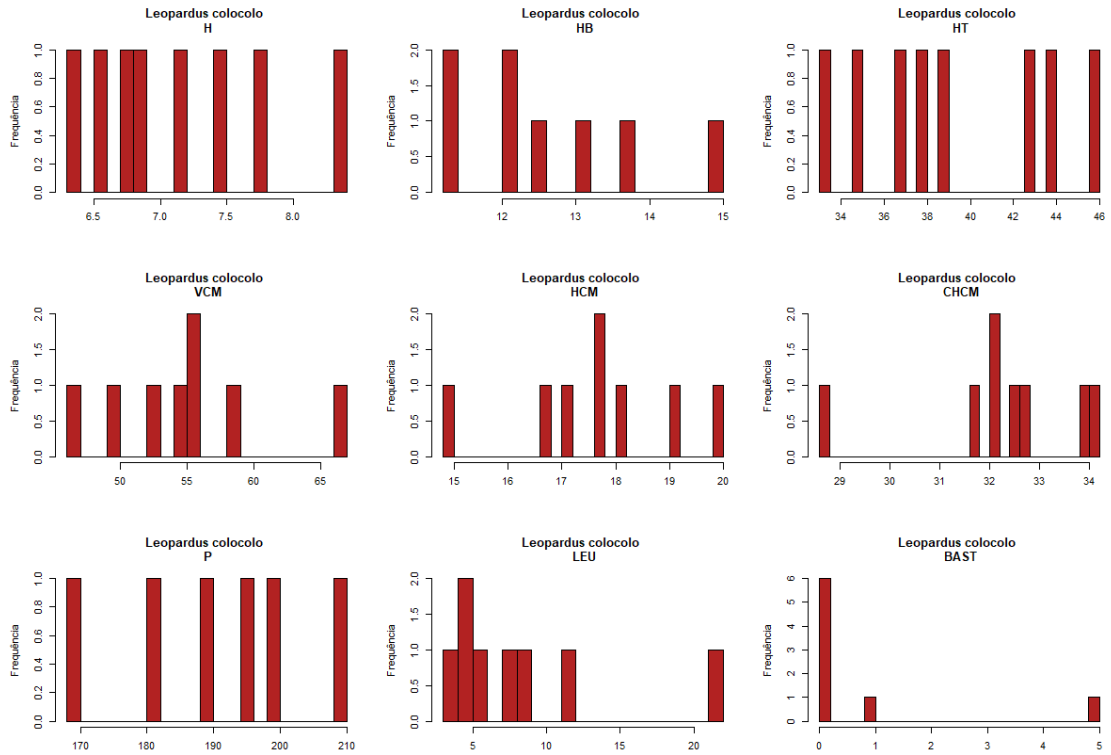 Leopardus colocolo
H
Frequência
0.0 0.2 0.4 0.6 0.8 1.0
6.5 7.0 7.5 8.0
Leopardus colocolo
HB
Frequência
0.0 0.5 1.0 1.5 2.0
12 13 14 15
Leopardus colocolo
HT
Frequência
0.0 0.2 0.4 0.6 0.8 1.0
34 36 38 40 42 44 46
Leopardus colocolo
VCM
Frequência
0.0 0.5 1.0 1.5 2.0
50 55 60 65
Leopardus colocolo
HCM
Frequência
0.0 0.5 1.0 1.5 2.0
15 16 17 18 19 20
Leopardus colocolo
CHCM
Frequência
0.0 0.5 1.0 1.5 2.0
29 30 31 32 33 34
Leopardus colocolo
P
Frequência
0.0 0.2 0.4 0.6 0.8 1.0
170 180 190 200 210
Leopardus colocolo
LEU
Frequência
0.0 0.5 1.0 1.5 2.0
5 10 15 20
Leopardus colocolo
BAST
Frequência
0 1 2 3 4 5 6
0 1 2 3 4 5